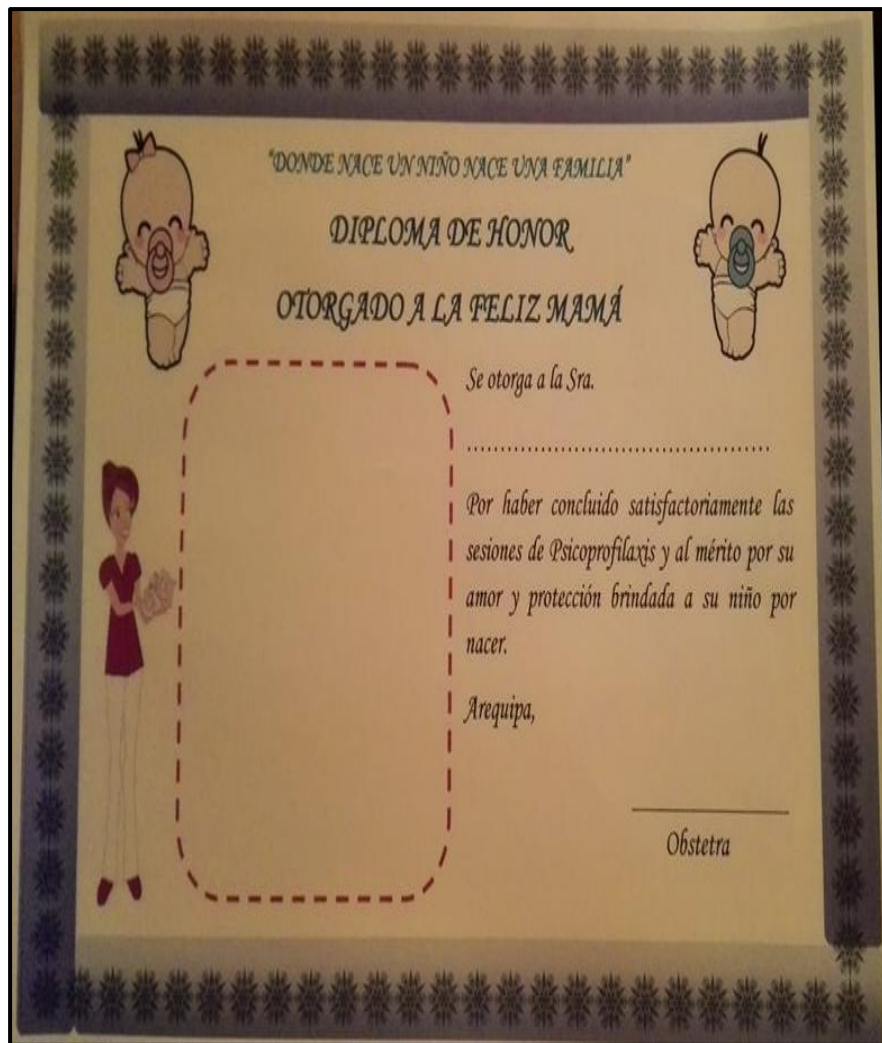 "DONDE NACE UN NIÑO NACE UNA FAMILIA"
DIPLOMA DE HONOR
OTORGADO A LA FELIZ MAMÁ
Se otorga a la Sra.
..............................................
Por haber concluido satisfactoriamente las
sesiones de Psicoprofilaxis y al mérito por su
amor y protección brindada a su niño por
nacer.
Arequipa,
Obstetra